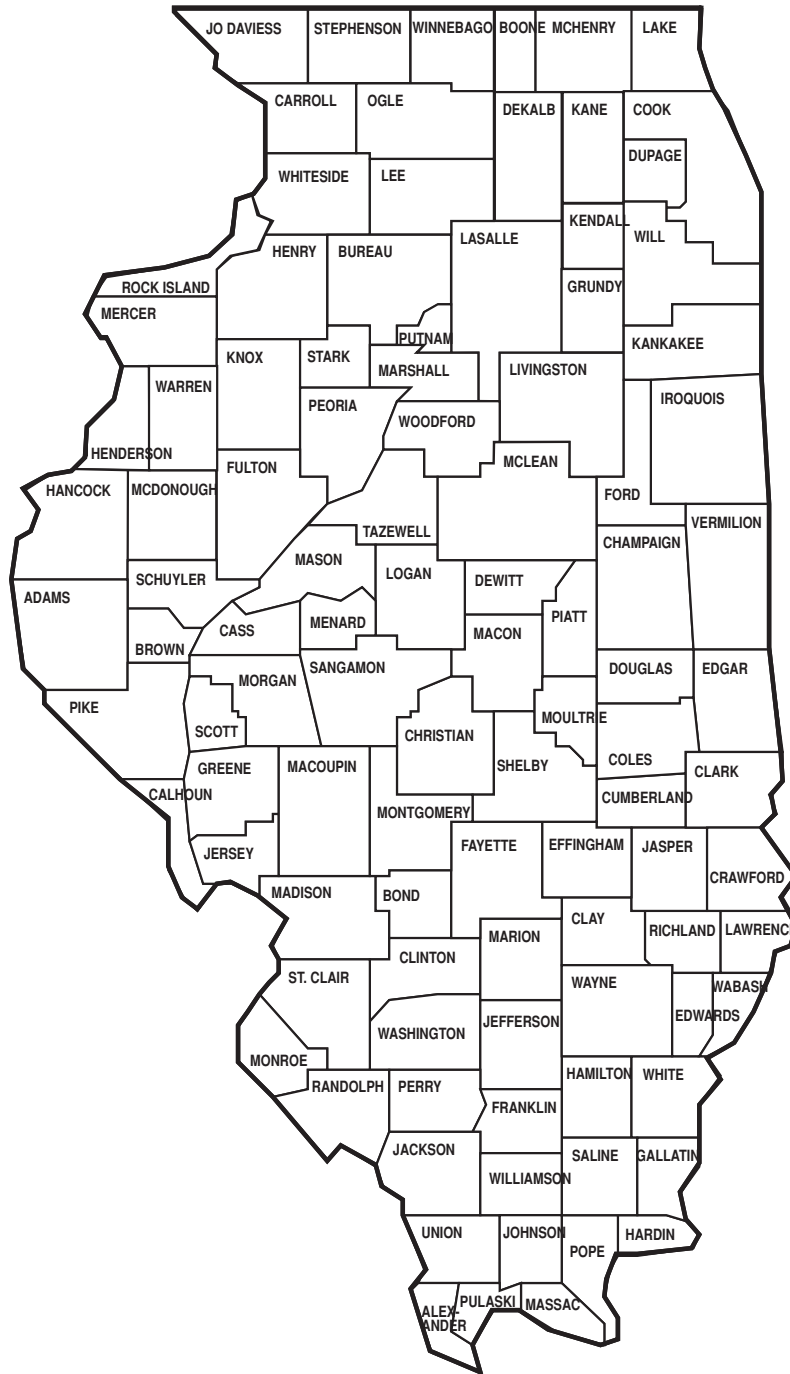 JO DAVIESS
STEPHENSON
WINNEBAGO
BOONE
MCHENRY
LAKE
CARROLL
OGLE
DEKALB
KANE
COOK
DUPAGE
WHITESIDE
LEE
KENDALL
WILL
LASALLE
HENRY
BUREAU
ROCK ISLAND
GRUNDY
MERCER
PUTNAM
KANKAKEE
KNOX
STARK
MARSHALL
LIVINGSTON
WARREN
PEORIA
IROQUOIS
WOODFORD
HENDERSON
FULTON
MCLEAN
HANCOCK
MCDONOUGH
FORD
VERMILION
TAZEWELL
CHAMPAIGN
MASON
LOGAN
DEWITT
SCHUYLER
ADAMS
PIATT
MENARD
CASS
MACON
BROWN
SANGAMON
DOUGLAS
EDGAR
MORGAN
PIKE
MOULTRIE
SCOTT
CHRISTIAN
COLES
SHELBY
GREENE
MACOUPIN
CLARK
CALHOUN
CUMBERLAND
MONTGOMERY
JERSEY
FAYETTE
EFFINGHAM
JASPER
CRAWFORD
MADISON
BOND
CLAY
RICHLAND
LAWRENCE
MARION
CLINTON
ST. CLAIR
WAYNE
WABASH
EDWARDS
JEFFERSON
WASHINGTON
MONROE
HAMILTON
WHITE
RANDOLPH
PERRY
FRANKLIN
JACKSON
SALINE
GALLATIN
WILLIAMSON
UNION
JOHNSON
HARDIN
POPE
PULASKI
MASSAC
ALEX-
ANDER